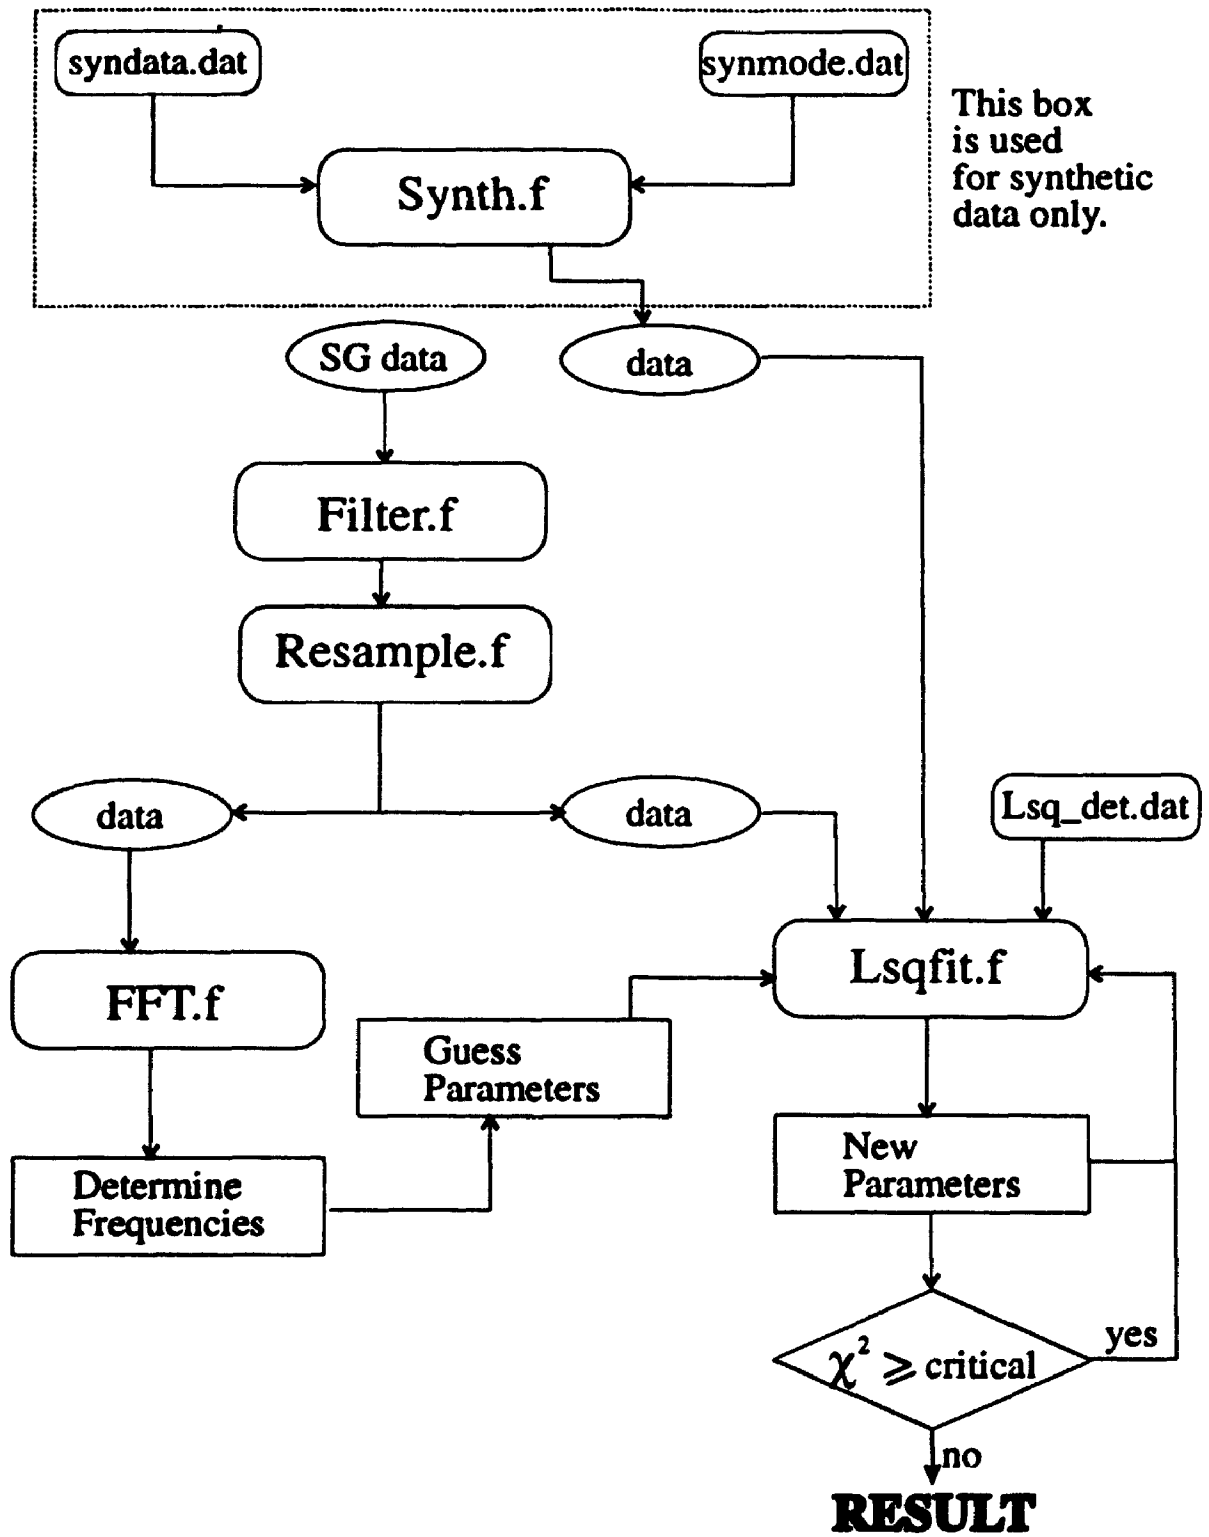 syndata.dat
synmode.dat
This box
is used
for synthetic
data only.
Synth.f
SG data
data
Filter.f
Resample.f
data
data
Lsq_det.dat
Lsqfit.f
FFT.f
Guess
Parameters
New
Parameters
Determine
Frequencies
yes
χ² ⩾ critical
no
RESULT